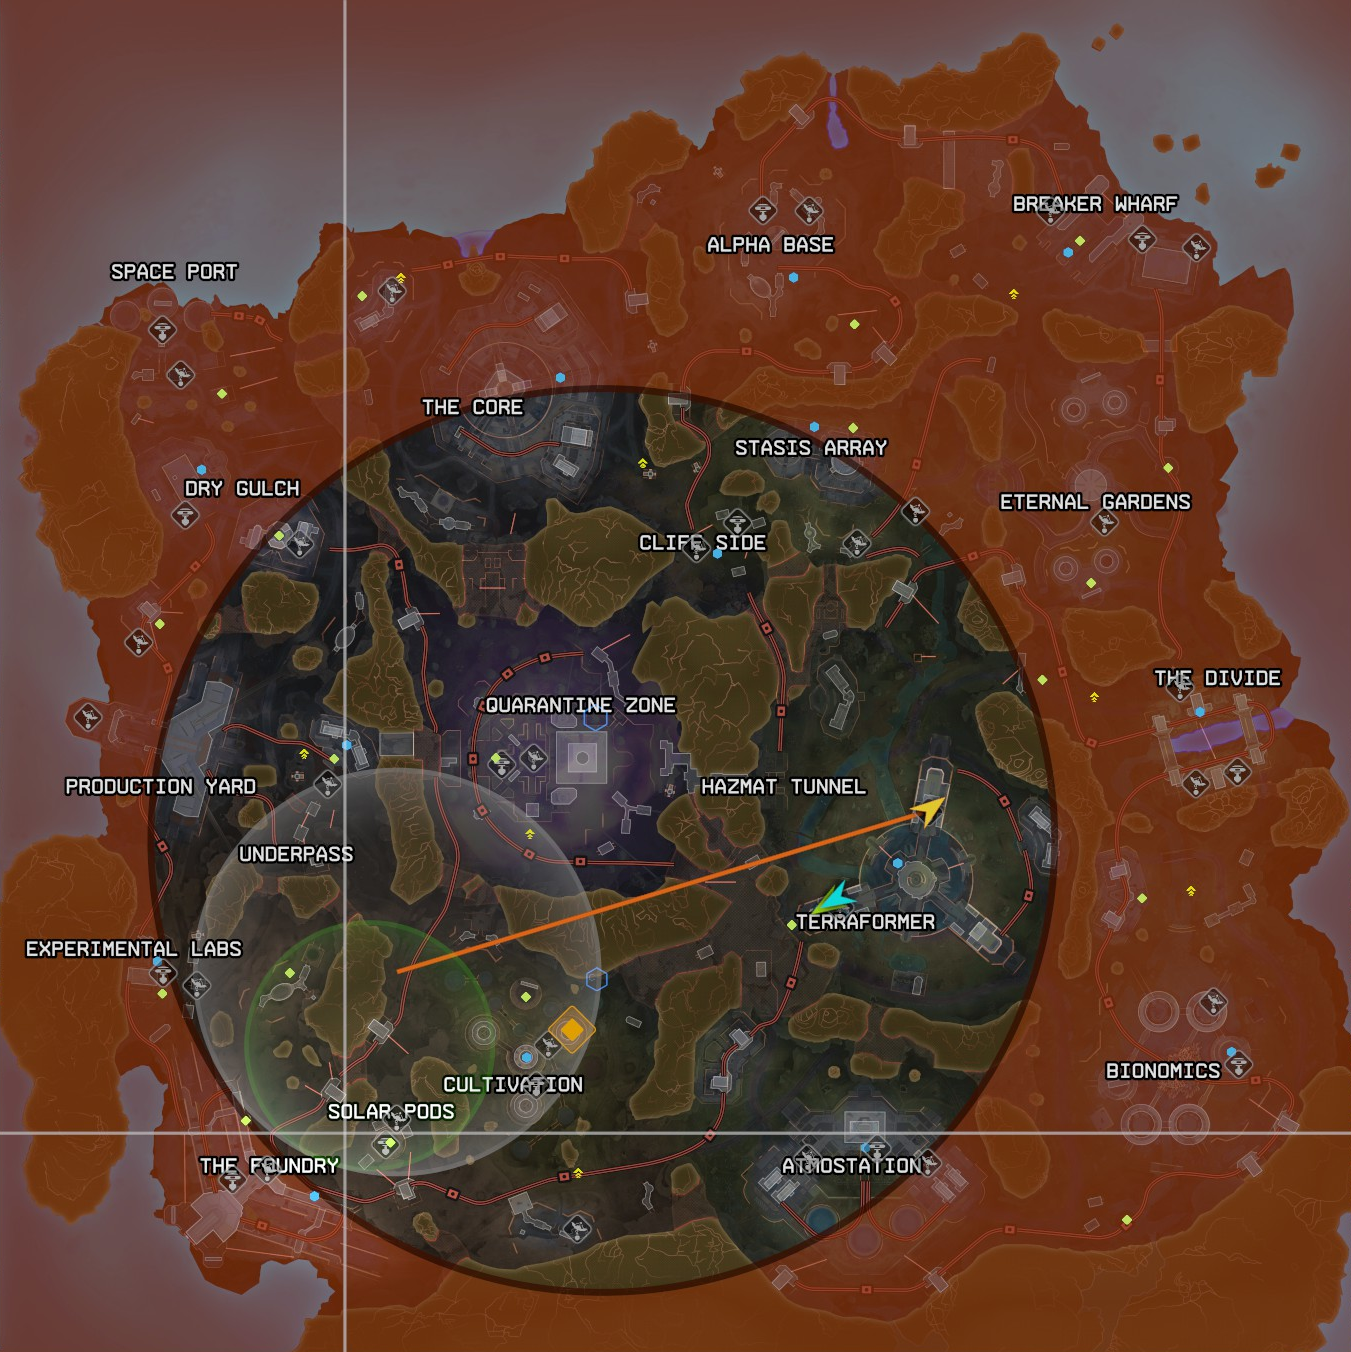 BREAKER WHARF
ALPHA BASE
SPACE PORT
THE CORE
STASIS ARRAY
DRY GULCH
ETERNAL GARDENS
CLIFF SIDE
THE DIVIDE
QUARANTINE ZONE
PRODUCTION YARD
HAZMAT TUNNEL
UNDERPASS
TERRAFORMER
EXPERIMENTAL LABS
BIONOMICS
CULTIVATION
SOLAR PODS
THE FOUNDRY
ATMOSTATION